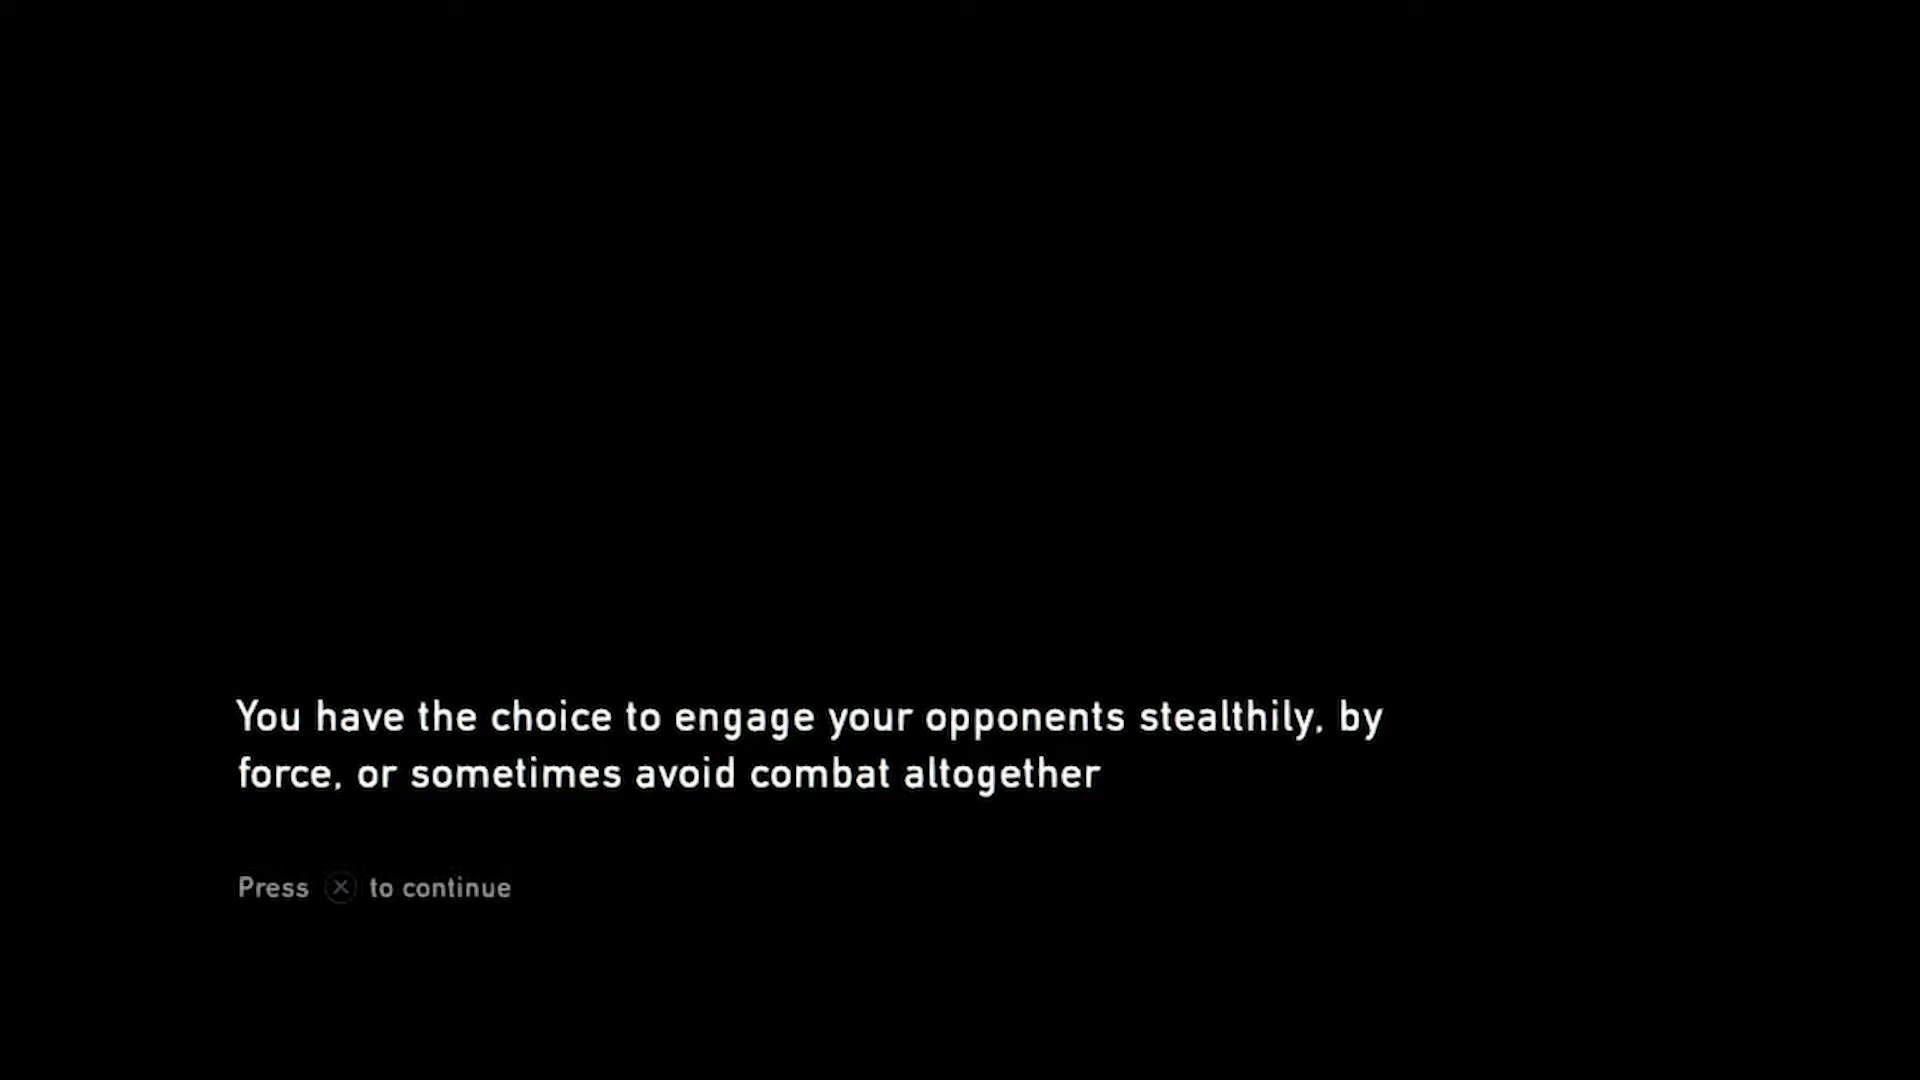 You have the choice to engage your opponents stealthily, by
force, or sometimes avoid combat altogether
Press ⓧ to continue